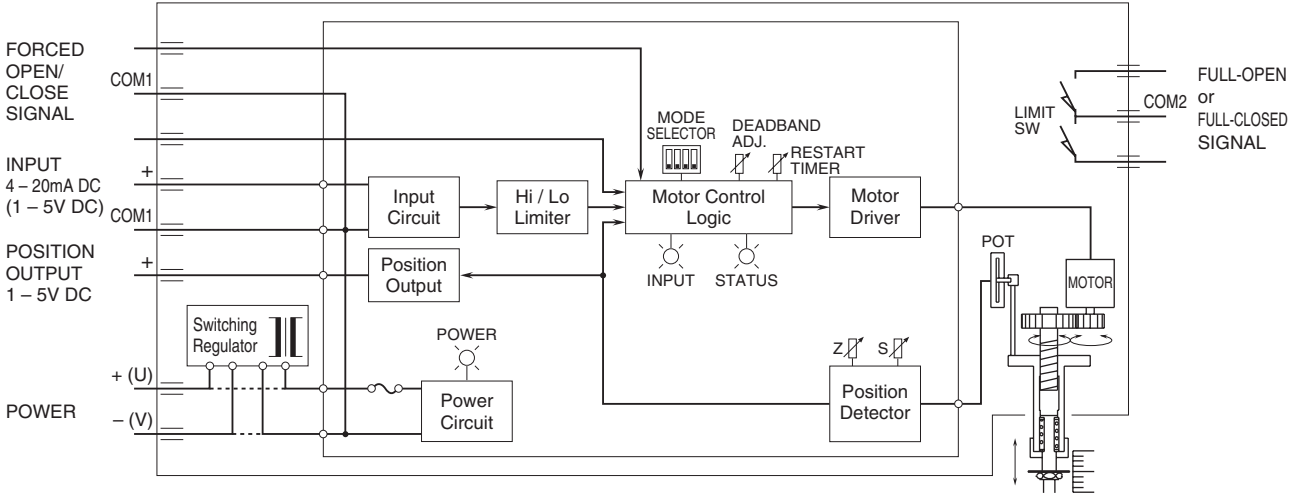 FORCED
OPEN/
CLOSE
SIGNAL
COM1
INPUT
4 – 20mA DC
(1 – 5V DC)
+
COM1
POSITION
OUTPUT
1 – 5V DC
+
Switching
Regulator
+ (U)
POWER
– (V)
Input
Circuit
Hi / Lo
Limiter
MODE
SELECTOR
DEADBAND
ADJ.
RESTART
TIMER
Motor Control
Logic
INPUT
STATUS
Motor
Driver
Position
Output
POWER
Power
Circuit
Z
S
Position
Detector
POT
MOTOR
LIMIT
SW
COM2
FULL-OPEN
or
FULL-CLOSED
SIGNAL